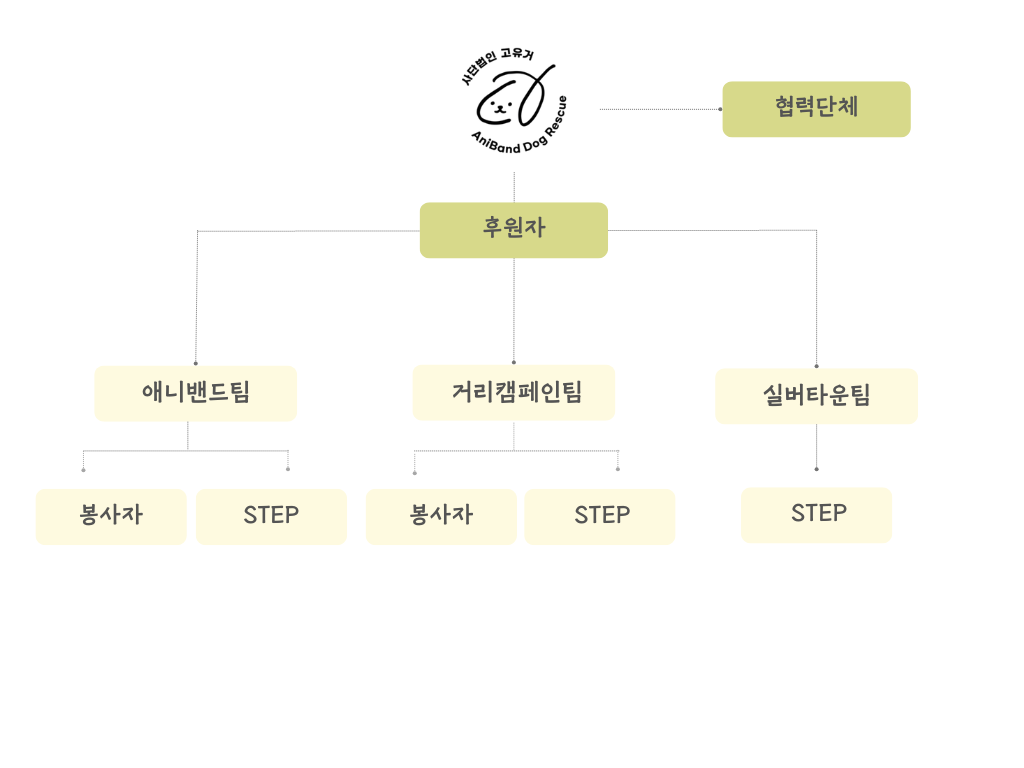 사단법인 고유거
AniBand Dog Rescue
협력단체
후원자
애니밴드팀
거리캠페인팀
실버타운팀
봉사자
STEP
봉사자
STEP
STEP